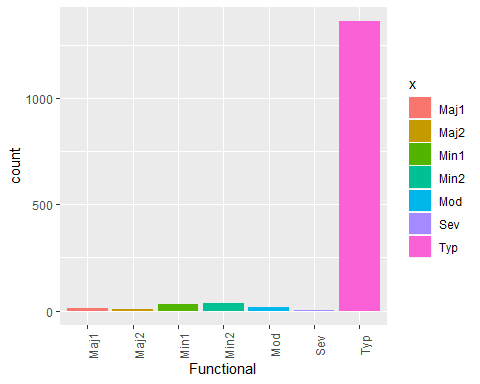 1000
500
0
count
Maj1
Maj2
Min1
Min2
Mod
Sev
Typ
Functional
x
Maj1
Maj2
Min1
Min2
Mod
Sev
Typ